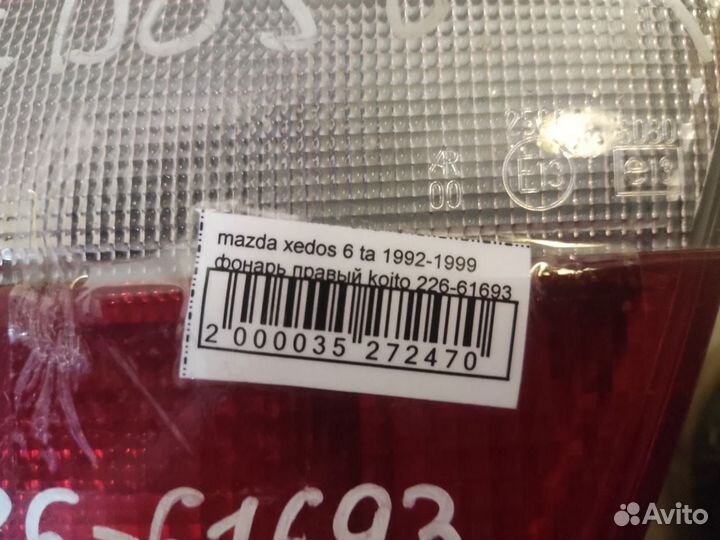 AR
00
E13
e13
mazda xedos 6 ta 1992-1999
фонарь правый koito 226-61693
2 000035 272470
26-61693
Avito